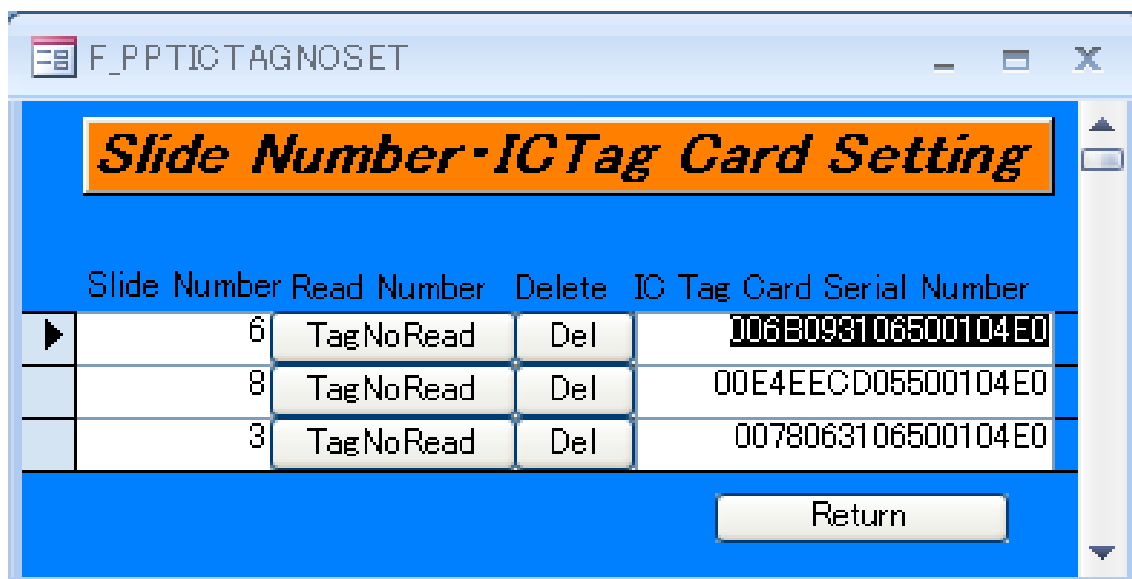 F_PPTICTAGNOSET
Slide Number・ICTag Card Setting
Slide Number Read Number Delete IC Tag Card Serial Number
6 TagNoRead Del 006B093106500104E0
8 TagNoRead Del 00E4EECD05500104E0
3 TagNoRead Del 0078063106500104E0
Return